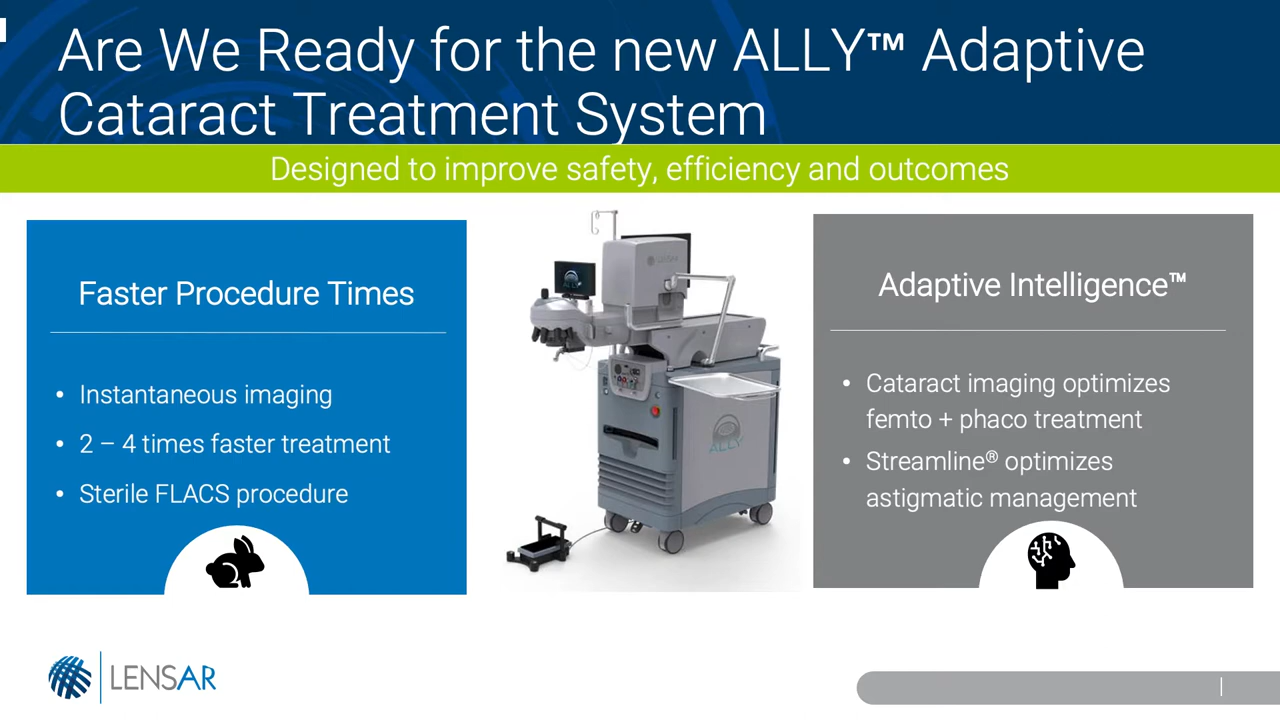 Are We Ready for the new ALLY™ Adaptive
Cataract Treatment System
Designed to improve safety, efficiency and outcomes
Faster Procedure Times
• Instantaneous imaging
• 2 – 4 times faster treatment
• Sterile FLACS procedure
ALLY
Adaptive Intelligence™
• Cataract imaging optimizes
femto + phaco treatment
• Streamline® optimizes
astigmatic management
LENSAR